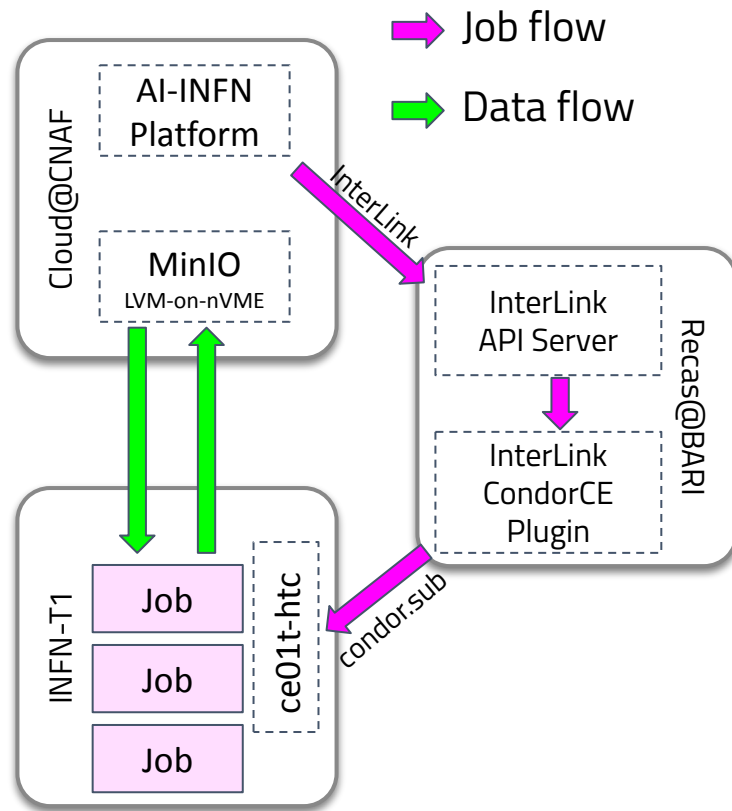 Job flow
Data flow
Cloud@CNAF
AI-INFN
Platform
MinIO
LVM-on-nVME
InterLink
InterLink
API Server
InterLink
CondorCE
Plugin
Recas@BARI
condor.sub
INFN-T1
Job
Job
Job
ce01t-htc